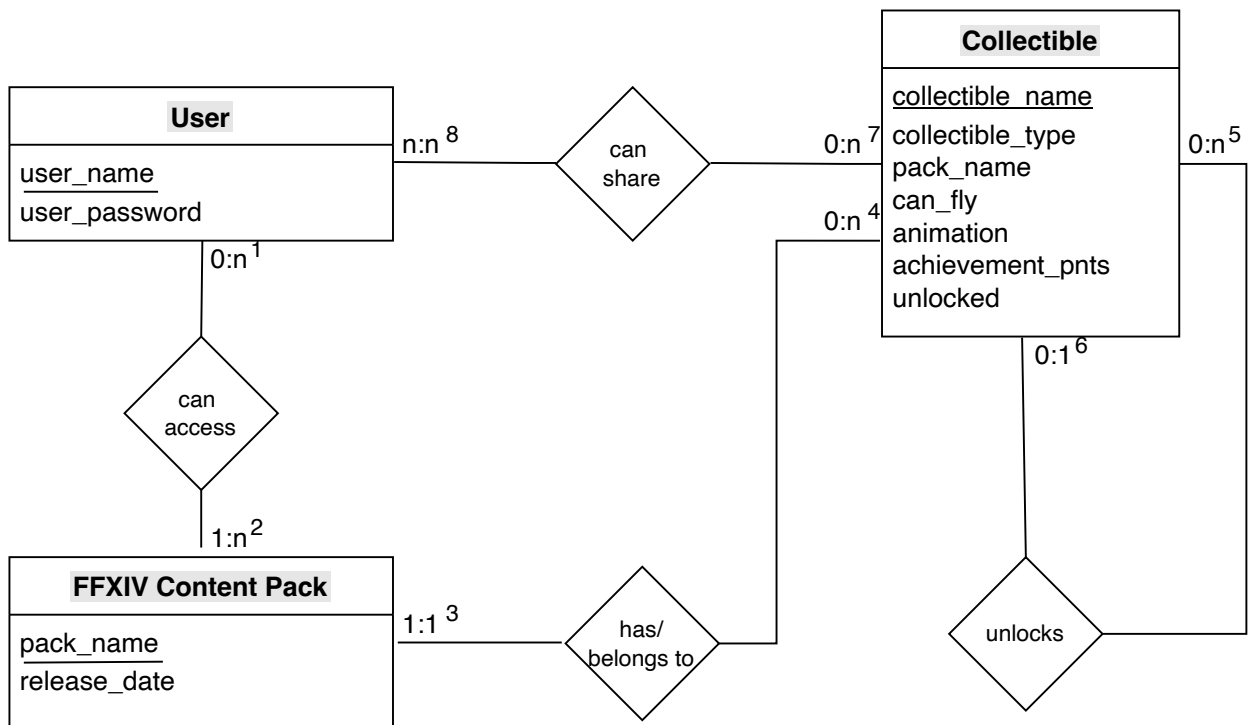 User
user_name
user_password
n:n 8
can
share
0:n 7
Collectible
collectible_name
collectible_type
pack_name
can_fly
animation
achievement_pnts
unlocked
0:n 5
0:n 4
0:n 1
0:1 6
can
access
1:n 2
FFXIV Content Pack
pack_name
release_date
1:1 3
has/
belongs to
unlocks